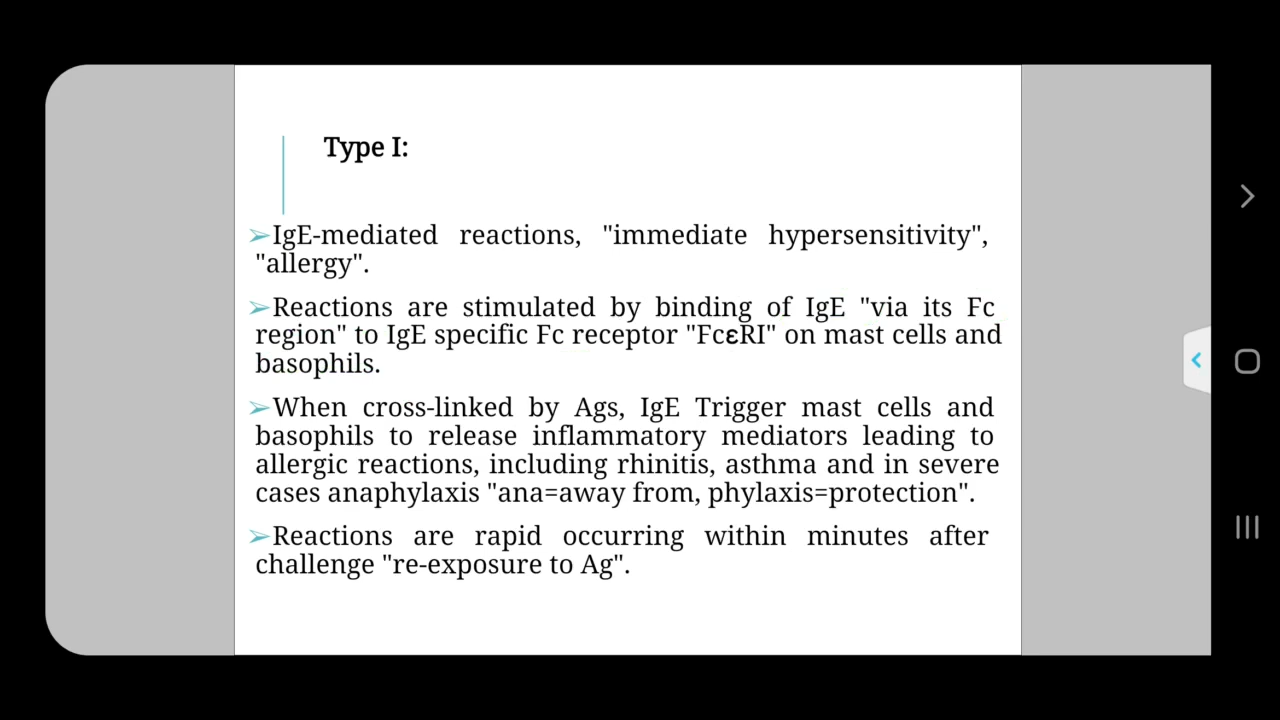 Type I:
➢IgE-mediated reactions, "immediate hypersensitivity",
"allergy".
➢Reactions are stimulated by binding of IgE "via its Fc
region" to IgE specific Fc receptor "FcεRI" on mast cells and
basophils.
➢When cross-linked by Ags, IgE Trigger mast cells and
basophils to release inflammatory mediators leading to
allergic reactions, including rhinitis, asthma and in severe
cases anaphylaxis "ana=away from, phylaxis=protection".
➢Reactions are rapid occurring within minutes after
challenge "re-exposure to Ag".